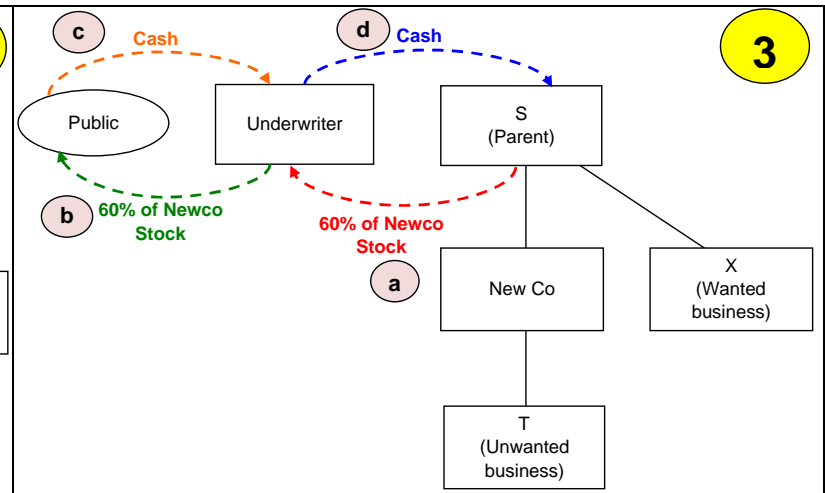 c
Cash
d
Cash
3
Public
Underwriter
S
(Parent)
b
60% of Newco
Stock
60% of Newco
Stock
a
New Co
X
(Wanted
business)
T
(Unwanted
business)